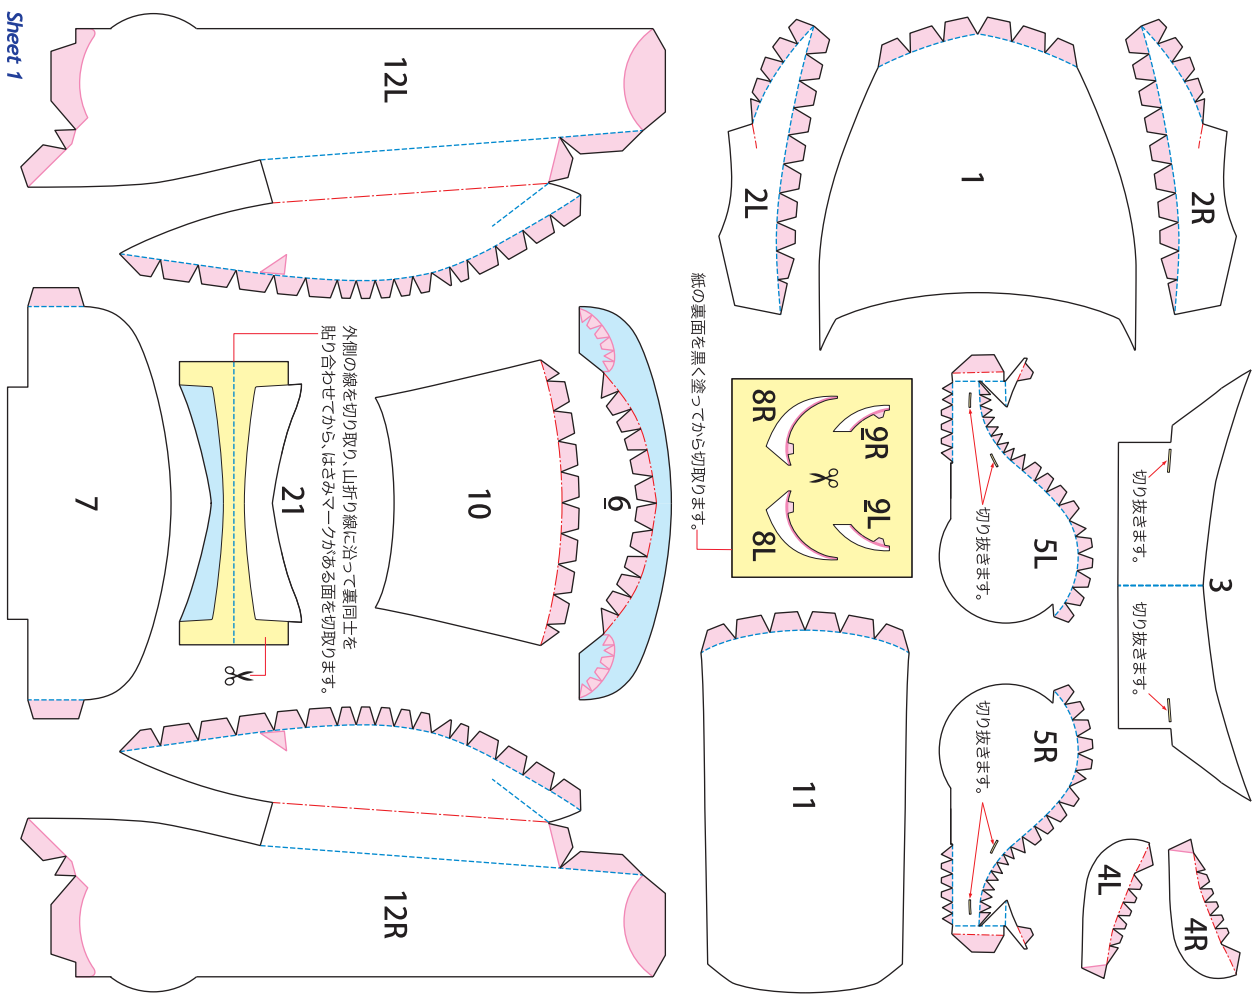 Sheet 1
3
切り抜きます。
切り抜きます。
2R
1
2L
5L
切り抜きます。
5R
切り抜きます。
4R
4L
紙の裏面を黒く塗ってから切取ります。
8R
9R
9L
8L
11
6
10
21
外側の線を切り取り、山折り線に沿って裏同士を
貼り合わせてから、はさみマークがある面を切取ります。
7
12L
12R